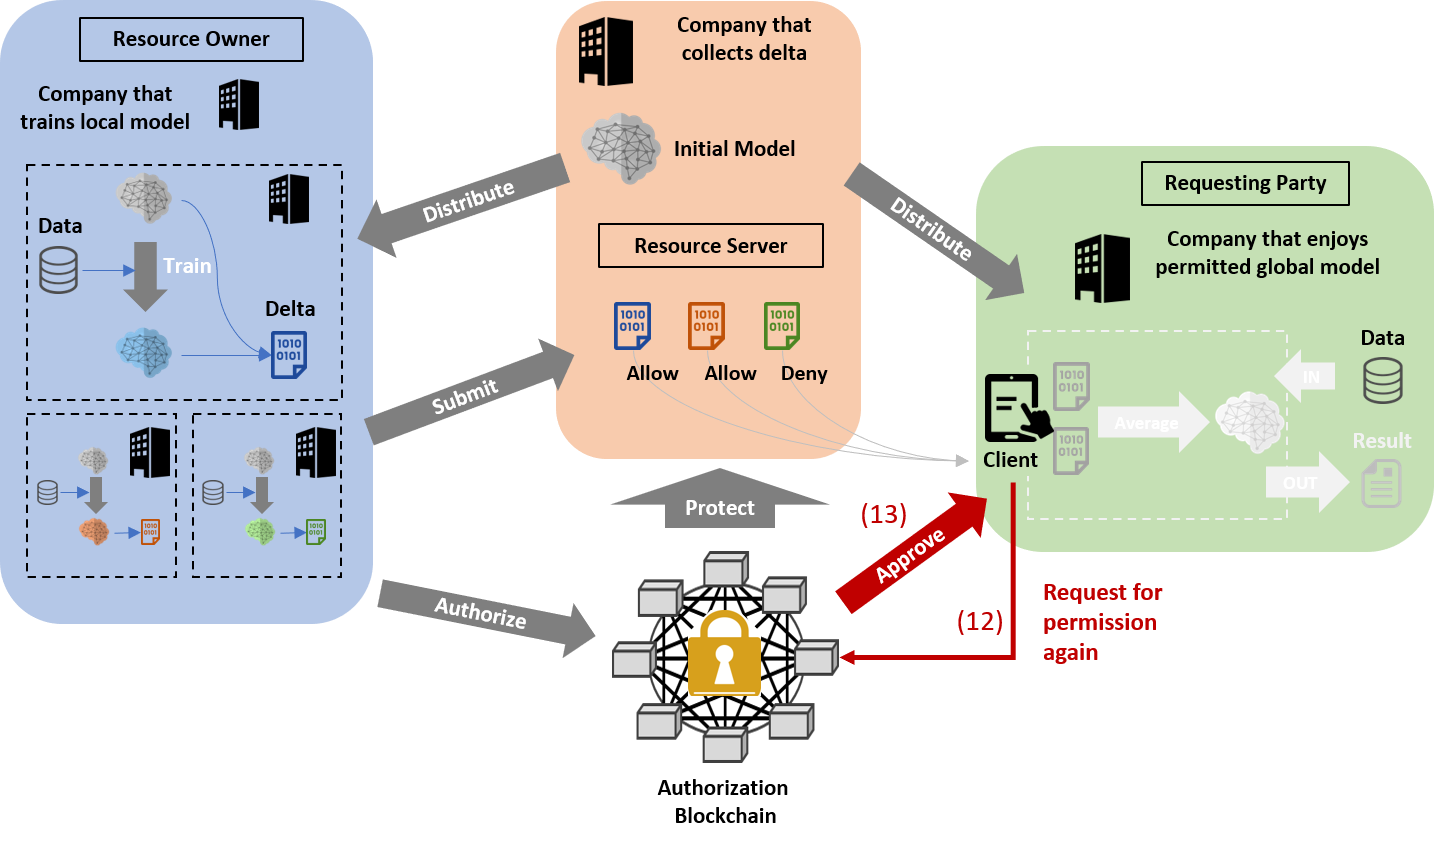 Resource Owner
Company that
trains local model
Data
Train
Delta
1010
0101
1010
0101
1010
0101
Distribute
Submit
Authorize
Company that
collects delta
Initial Model
Resource Server
1010
0101
1010
0101
1010
0101
Allow
Allow
Deny
Protect
Distribute
Requesting Party
Company that enjoys
permitted global model
Client
1010
0101
1010
0101
Average
Data
IN
Result
OUT
(13)
Approve
(12)
Request for
permission
again
Authorization
Blockchain